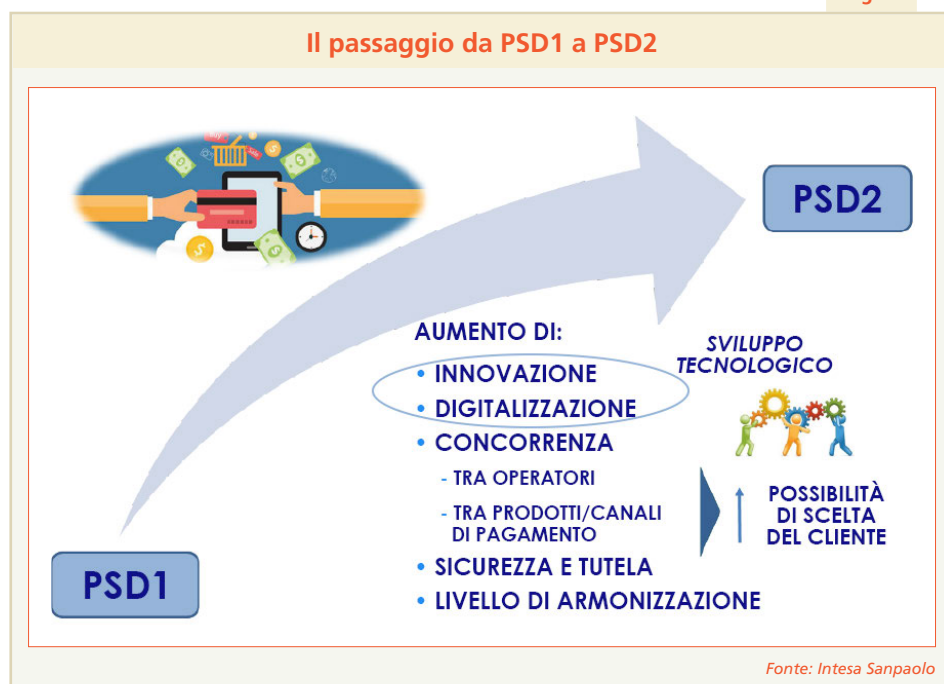 Il passaggio da PSD1 a PSD2
PSD2
AUMENTO DI:
• INNOVAZIONE
• DIGITALIZZAZIONE
• CONCORRENZA
- TRA OPERATORI
- TRA PRODOTTI/CANALI
DI PAGAMENTO
• SICUREZZA E TUTELA
• LIVELLO DI ARMONIZZAZIONE
SVILUPPO
TECNOLOGICO
POSSIBILITÀ
DI SCELTA
DEL CLIENTE
PSD1
Fonte: Intesa Sanpaolo